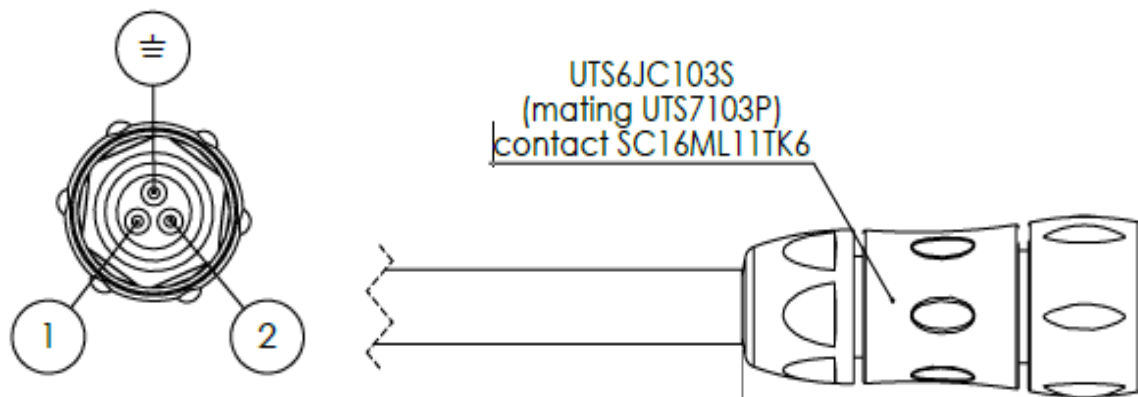 UTS6JC103S
(mating UTS7103P)
contact SC16ML11TK6
1
2